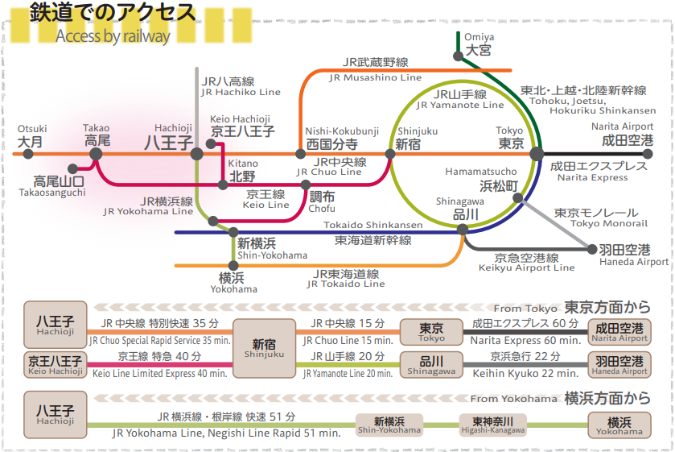 鉄道でのアクセス
Access by railway
Omiya
大宮
JR武蔵野線
JR Musashino Line
JR八高線
JR Hachiko Line
JR山手線
JR Yamanote Line
東北・上越・北陸新幹線
Tohoku, Joetsu,
Hokuriku Shinkansen
Otsuki
大月
Takao
高尾
Hachioji
八王子
Keio Hachioji
京王八王子
Nishi-Kokubunji
西国分寺
Shinjuku
新宿
Tokyo
東京
Narita Airport
成田空港
JR中央線
JR Chuo Line
Kitano
北野
成田エクスプレス
Narita Express
高尾山口
Takaosanguchi
Hamamatsucho
浜松町
JR横浜線
JR Yokohama Line
京王線
Keio Line
調布
Chofu
Shinagawa
品川
東京モノレール
Tokyo Monorail
Tokaido Shinkansen
東海道新幹線
新横浜
Shin-Yokohama
京急空港線
Keikyu Airport Line
羽田空港
Haneda Airport
横浜
Yokohama
JR東海道線
JR Tokaido Line
From Tokyo 東京方面から
八王子
Hachioji
JR 中央線 特別快速 35 分
JR Chuo Special Rapid Service 35 min.
新宿
Shinjuku
JR 中央線 15 分
JR Chuo Line 15 min.
東京
Tokyo
成田エクスプレス 60 分
Narita Express 60 min.
成田空港
Narita Airport
京王八王子
Keio Hachioji
京王線 特急 40 分
Keio Line Limited Express 40 min.
JR 山手線 20 分
JR Yamanote Line 20 min.
品川
Shinagawa
京浜急行 22 分
Keihin Kyuko 22 min.
羽田空港
Haneda Airport
From Yokohama 横浜方面から
八王子
Hachioji
JR 横浜線・根岸線 快速 51 分
JR Yokohama Line, Negishi Line Rapid 51 min.
新横浜
Shin-Yokohama
東神奈川
Higashi-Kanagawa
横浜
Yokohama